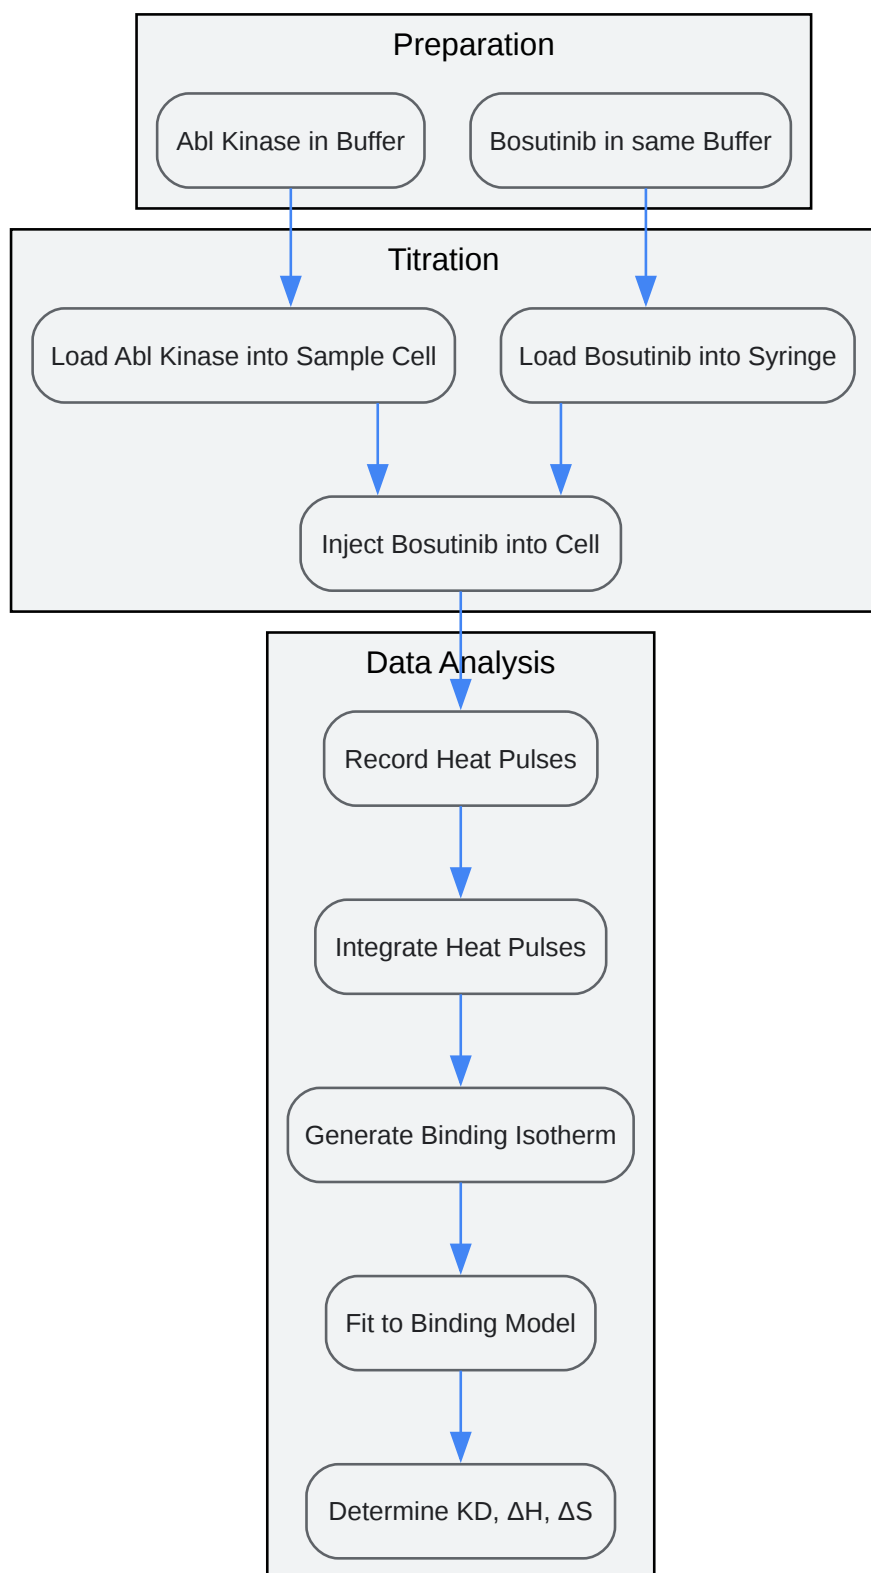 Preparation
Abl Kinase in Buffer
Bosutinib in same Buffer
Titration
Load Abl Kinase into Sample Cell
Load Bosutinib into Syringe
Inject Bosutinib into Cell
Data Analysis
Record Heat Pulses
Integrate Heat Pulses
Generate Binding Isotherm
Fit to Binding Model
Determine KD, ΔH, ΔS